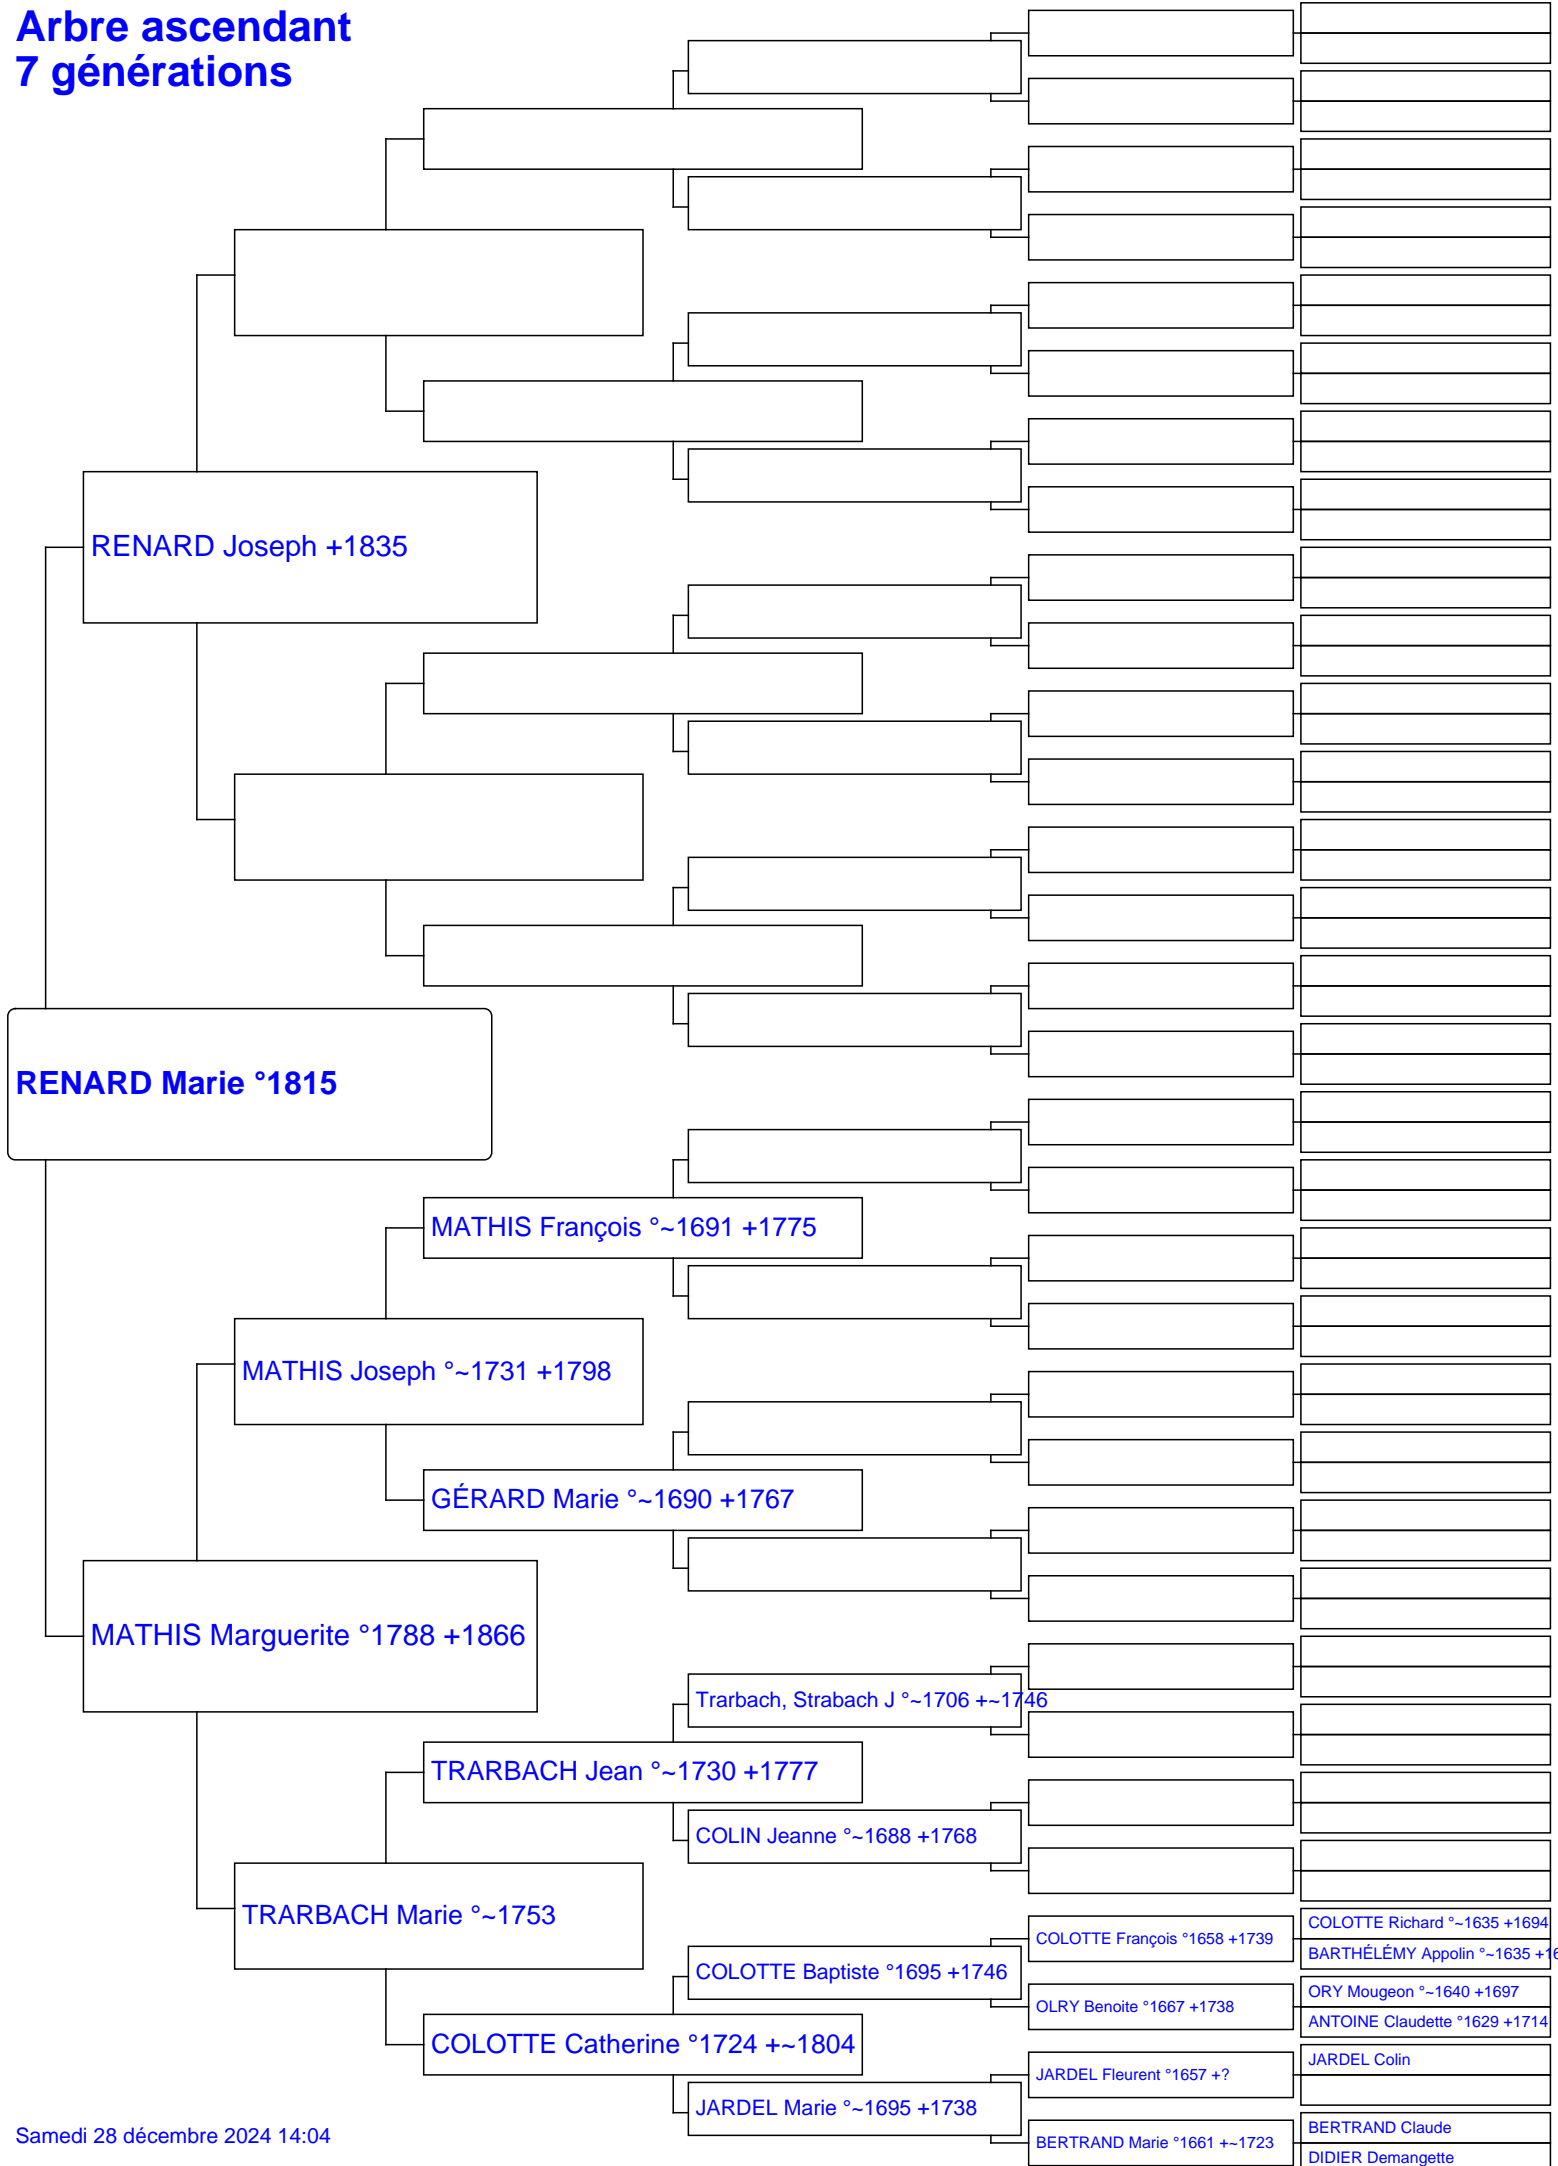 Arbre ascendant
7 générations
RENARD Joseph +1835
RENARD Marie °1815
MATHIS François °~1691 +1775
MATHIS Joseph °~1731 +1798
GÉRARD Marie °~1690 +1767
MATHIS Marguerite °1788 +1866
Trarbach, Strabach J °~1706 +~1746
TRARBACH Jean °~1730 +1777
COLIN Jeanne °~1688 +1768
TRARBACH Marie °~1753
COLOTTE Richard °~1635 +1694
COLOTTE François °1658 +1739
BARTHÉLÉMY Appolin °~1635
COLOTTE Baptiste °1695 +1746
ORY Mougeon °~1640 +1697
OLRY Benoite °1667 +1738
ANTOINE Claudette °1629 +1714
COLOTTE Catherine °1724 +~1804
JARDEL Colin
JARDEL Fleurent °1657 +?
JARDEL Marie °~1695 +1738
BERTRAND Claude
BERTRAND Marie °1661 +~1723
DIDIER Demangette
Samedi 28 décembre 2024 14:04